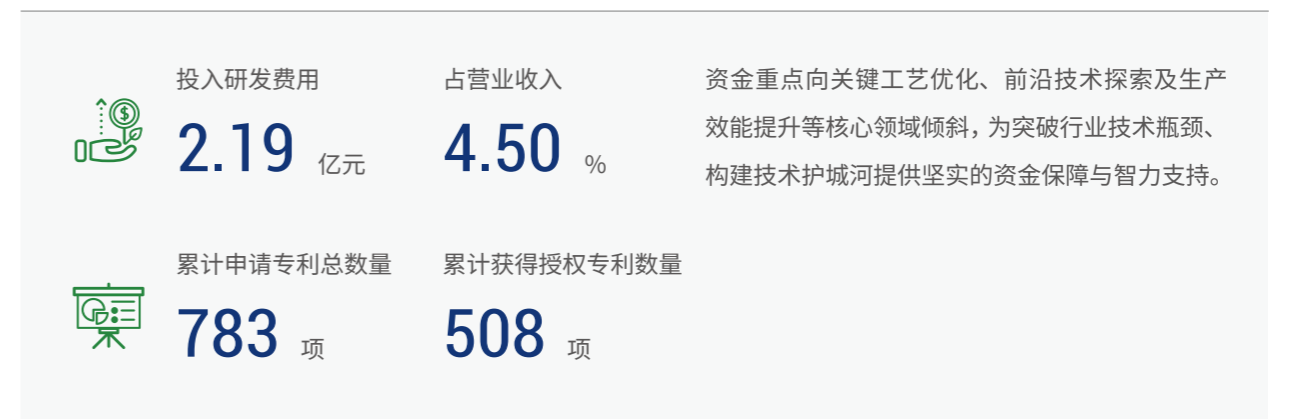 投入研发费用
2.19 亿元
占营业收入
4.50 %
资金重点向关键工艺优化、前沿技术探索及生产
效能提升等核心领域倾斜，为突破行业技术瓶颈、
构建技术护城河提供坚实的资金保障与智力支持。
累计申请专利总数量
783 项
累计获得授权专利数量
508 项